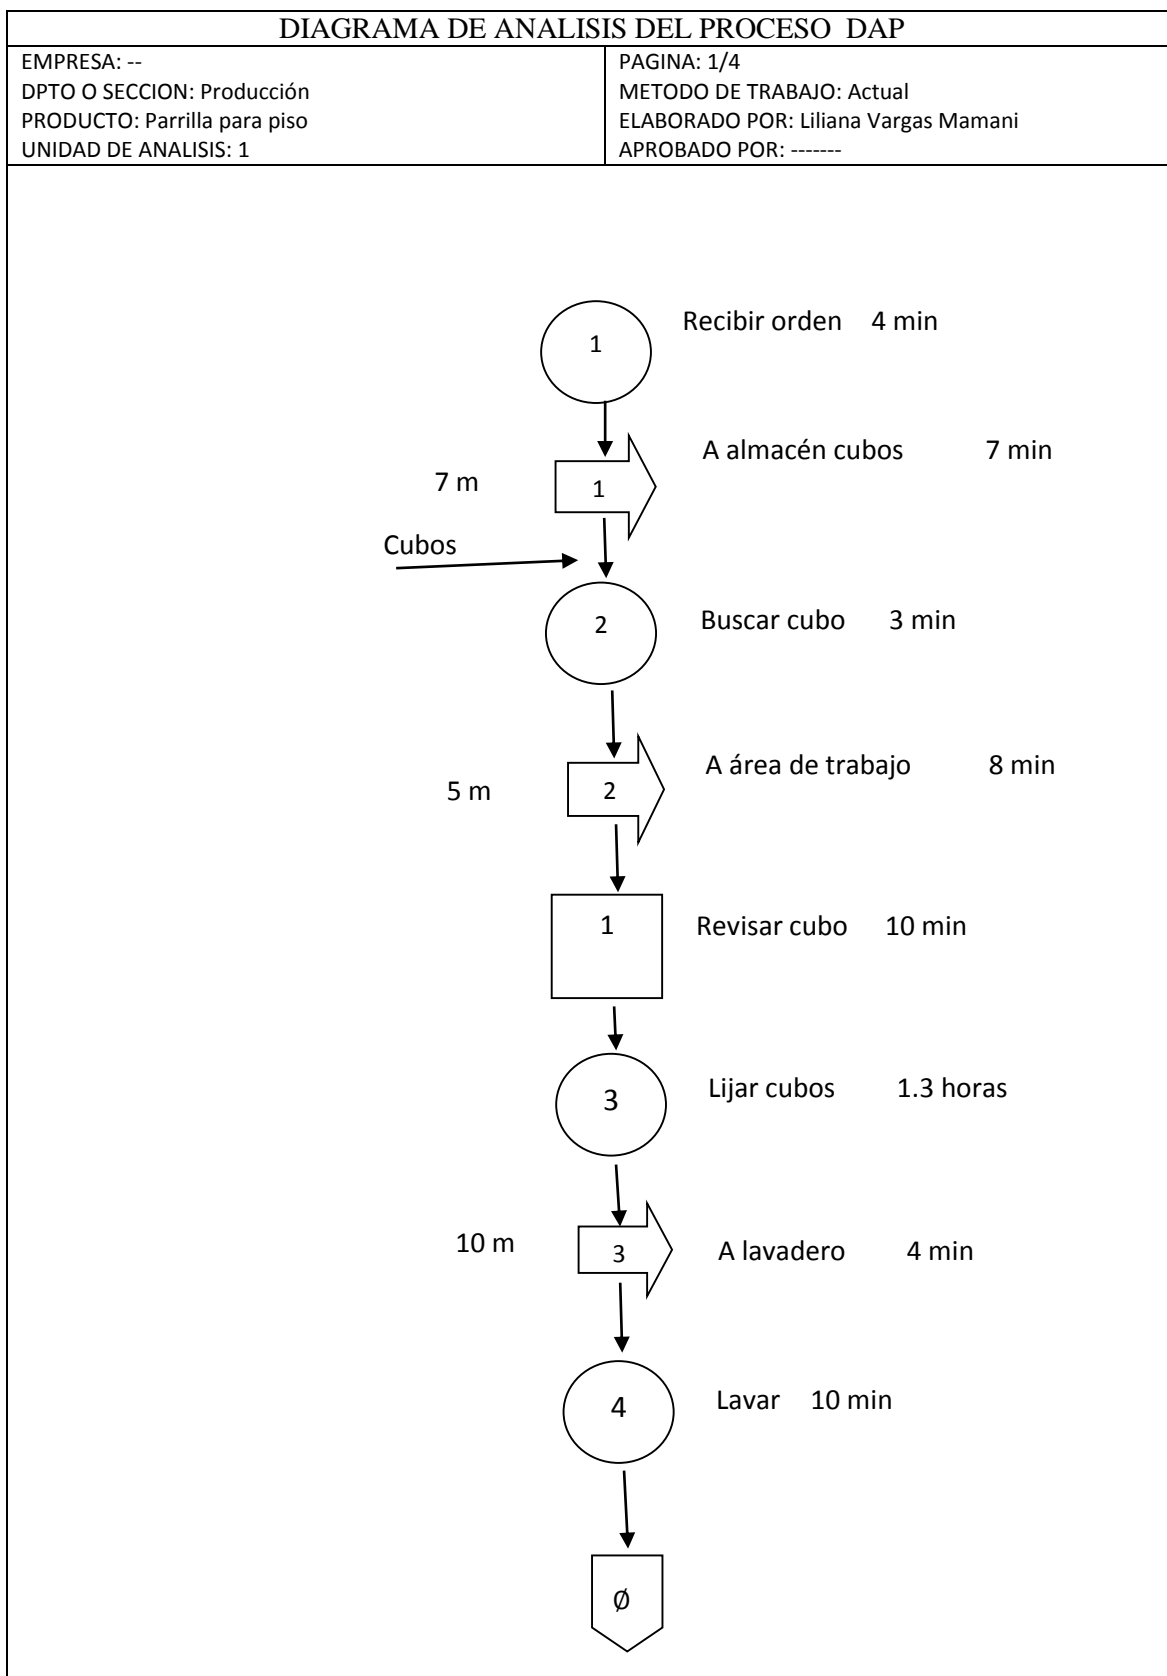 DIAGRAMA DE ANALISIS DEL PROCESO DAP
EMPRESA: --
DPTO O SECCION: Producción
PRODUCTO: Parrilla para piso
UNIDAD DE ANALISIS: 1
PAGINA: 1/4
METODO DE TRABAJO: Actual
ELABORADO POR: Liliana Vargas Mamani
APROBADO POR: -------
1 Recibir orden 4 min
7 m 1 A almacén cubos 7 min
Cubos
2 Buscar cubo 3 min
5 m 2 A área de trabajo 8 min
1 Revisar cubo 10 min
3 Lijar cubos 1.3 horas
10 m 3 A lavadero 4 min
4 Lavar 10 min
Ø